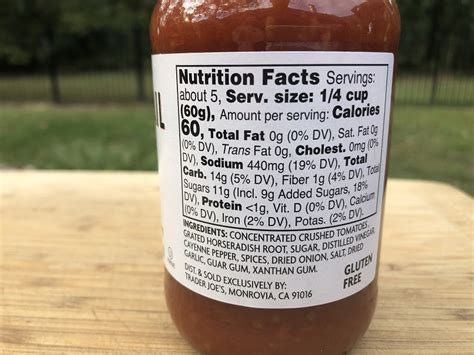 IL
Nutrition Facts Servings:
about 5, Serv. size: 1/4 cup
(60g), Amount per serving: Calories
60, Total Fat 0g (0% DV), Sat. Fat 0g
(0% DV), Trans Fat 0g, Cholest. 0mg (0%
DV), Sodium 440mg (19% DV), Total
Carb. 14g (5% DV), Fiber 1g (4% DV), Total
Sugars 11g (Incl. 9g Added Sugars, 18%
DV), Protein <1g, Vit. D (0% DV), Calcium
(0% DV), Iron (2% DV), Potas. (2% DV).
INGREDIENTS: CONCENTRATED CRUSHED TOMATOES,
GRATED HORSERADISH ROOT, SUGAR, DISTILLED VINEGAR,
CAYENNE PEPPER, SPICES, DRIED ONION, SALT, DRIED
GARLIC, GUAR GUM, XANTHAN GUM.
DIST. & SOLD EXCLUSIVELY BY:
TRADER JOE'S, MONROVIA, CA 91016
GLUTEN
FREE